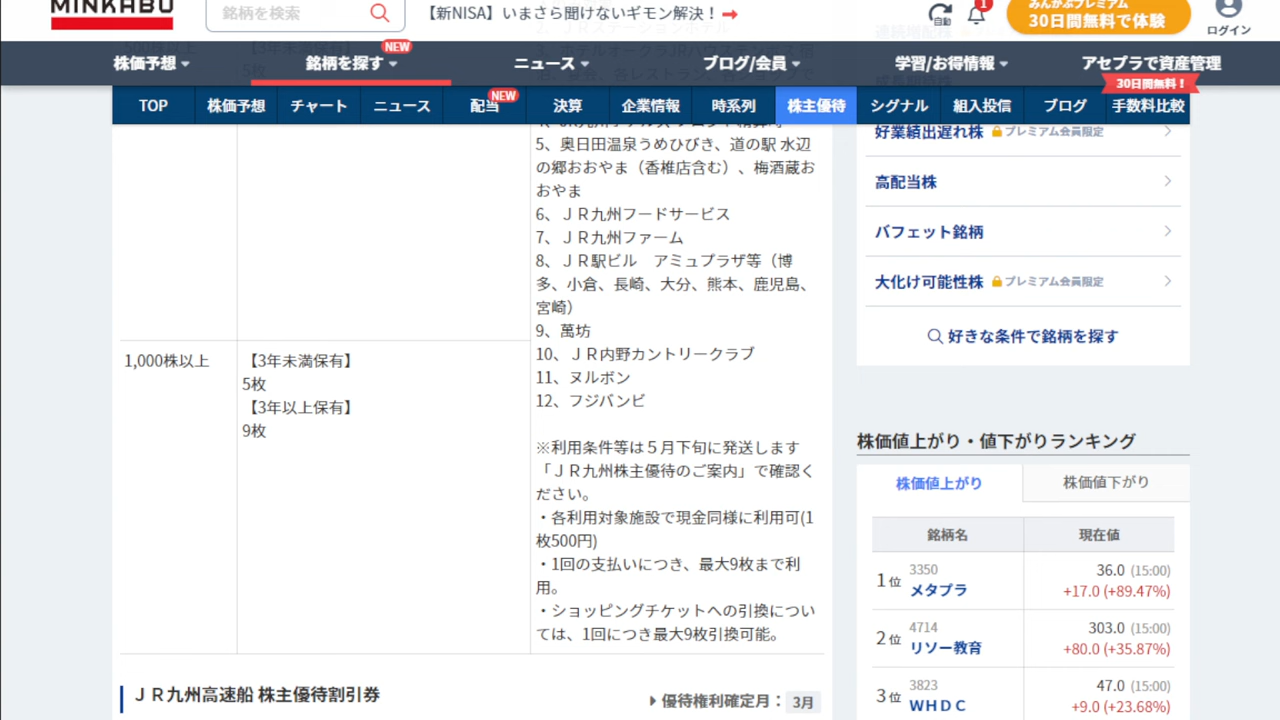 MINKABU
銘柄を検索
【新NISA】いまさら聞けないギモン解決！
自動
1
みんかぶプレミアム
30日間無料で体験
ログイン
株価予想
銘柄を探す
NEW
ニュース
ブログ/会員
学習/お得情報
アセプラで資産管理
30日間無料！
TOP
株価予想
チャート
ニュース
配当
NEW
決算
企業情報
時系列
株主優待
シグナル
組入投信
ブログ
手数料比較
5、奥日田温泉うめひびき、道の駅 水辺
の郷おおやま（香椎店含む）、梅酒蔵お
おやま
6、ＪＲ九州フードサービス
7、ＪＲ九州ファーム
8、ＪＲ駅ビル　アミュプラザ等（博
多、小倉、長崎、大分、熊本、鹿児島、
宮崎）
9、萬坊
10、ＪＲ内野カントリークラブ
11、ヌルボン
12、フジバンビ
※利用条件等は５月下旬に発送します
「ＪＲ九州株主優待のご案内」で確認く
ださい。
・各利用対象施設で現金同様に利用可(1
枚500円)
・1回の支払いにつき、最大9枚まで利
用。
・ショッピングチケットへの引換につい
ては、1回につき最大9枚引換可能。
1,000株以上
【3年未満保有】
5枚
【3年以上保有】
9枚
ＪＲ九州高速船 株主優待割引券
優待権利確定月：
3月
好業績出遅れ株 プレミアム会員限定
高配当株
バフェット銘柄
大化け可能性株 プレミアム会員限定
好きな条件で銘柄を探す
株価値上がり・値下がりランキング
株価値上がり
株価値下がり
銘柄名
現在値
1位
3350
メタプラ
36.0 (15:00)
+17.0 (+89.47%)
2位
4714
リソー教育
303.0 (15:00)
+80.0 (+35.87%)
3位
3823
ＷＨＤＣ
47.0 (15:00)
+9.0 (+23.68%)